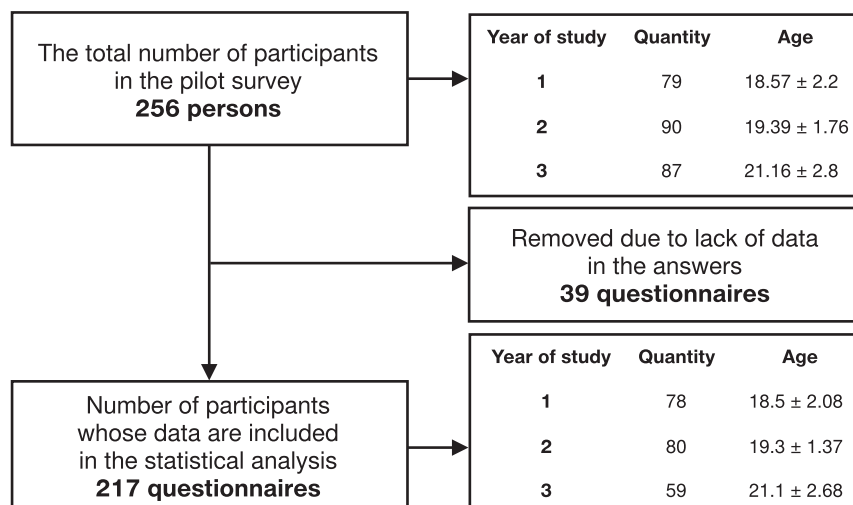 The total number of participants
in the pilot survey
256 persons
Year of study Quantity Age
1 79 18.57 ± 2.2
2 90 19.39 ± 1.76
3 87 21.16 ± 2.8
Removed due to lack of data
in the answers
39 questionnaires
Number of participants
whose data are included
in the statistical analysis
217 questionnaires
Year of study Quantity Age
1 78 18.5 ± 2.08
2 80 19.3 ± 1.37
3 59 21.1 ± 2.68